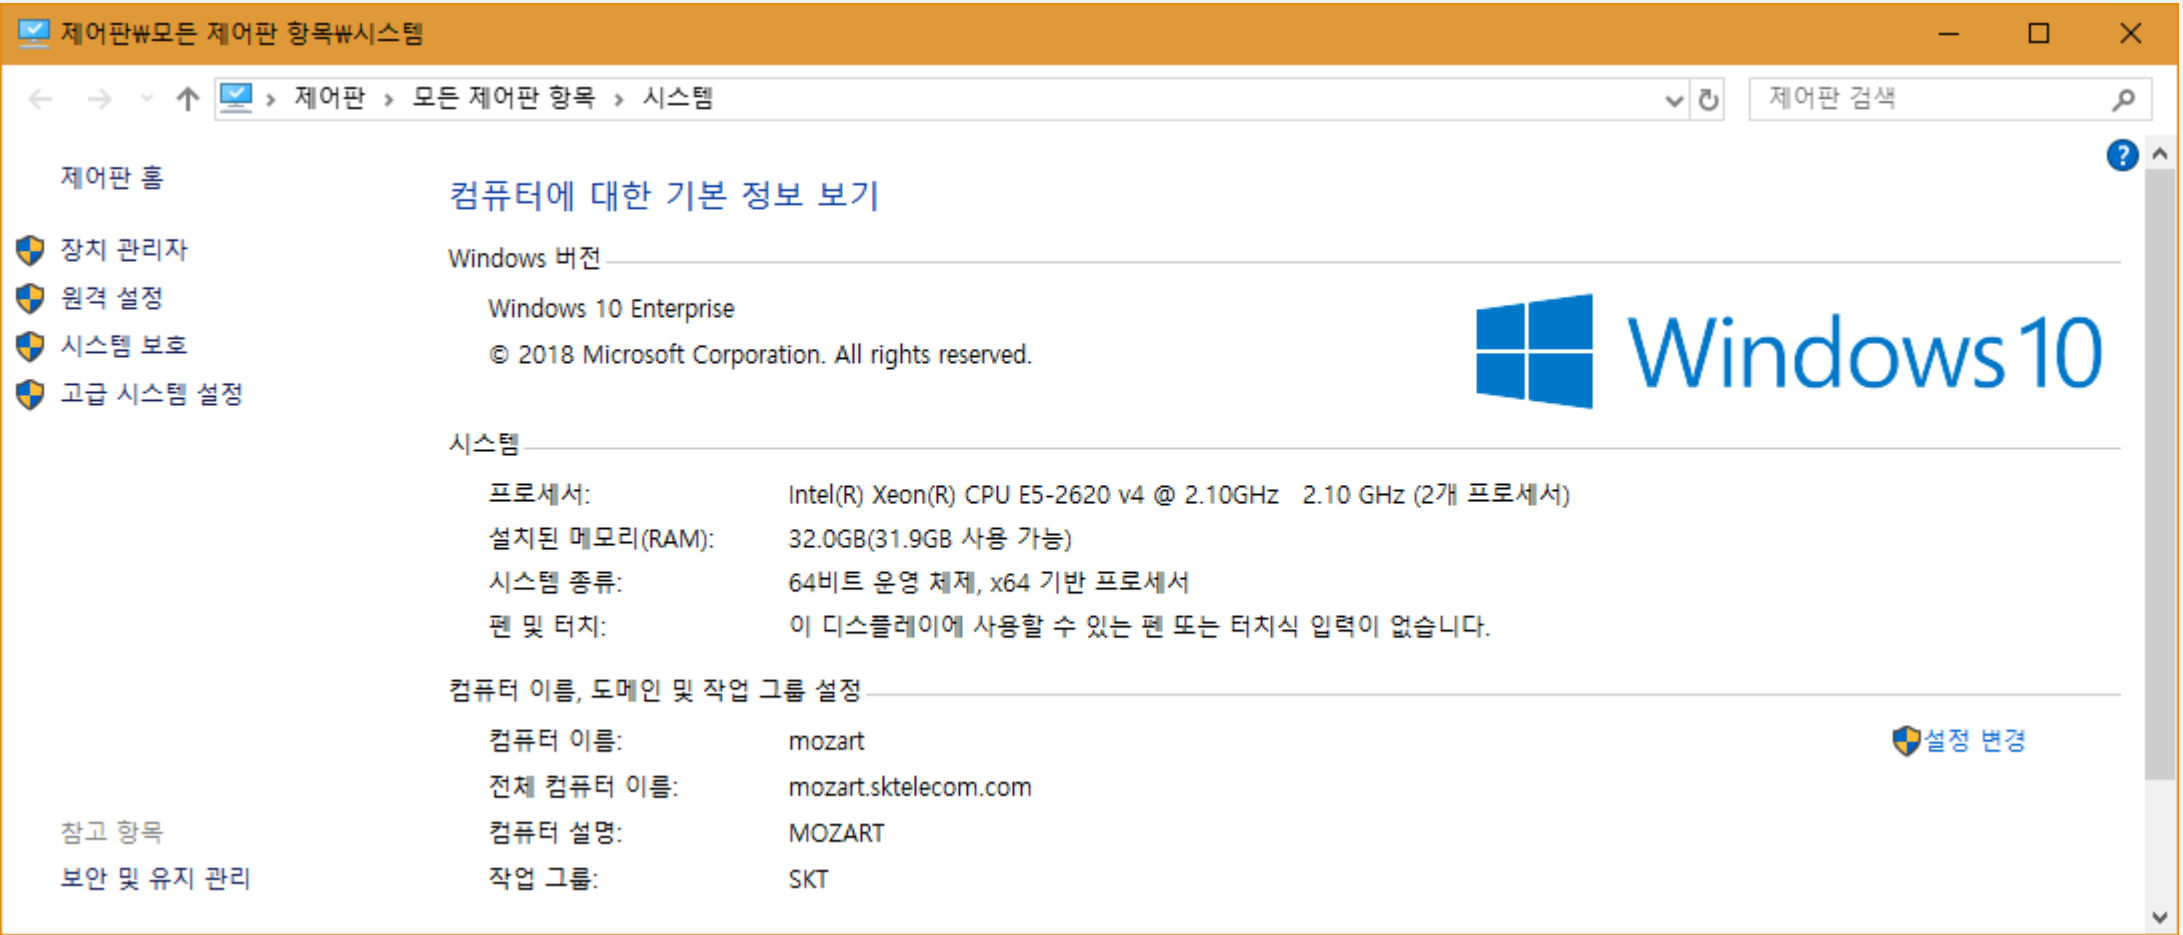 제어판₩모든 제어판 항목₩시스템
제어판 › 모든 제어판 항목 › 시스템
제어판 검색
제어판 홈
장치 관리자
원격 설정
시스템 보호
고급 시스템 설정
참고 항목
보안 및 유지 관리
컴퓨터에 대한 기본 정보 보기
Windows 버전
Windows 10 Enterprise
© 2018 Microsoft Corporation. All rights reserved.
Windows 10
시스템
프로세서: Intel(R) Xeon(R) CPU E5-2620 v4 @ 2.10GHz 2.10 GHz (2개 프로세서)
설치된 메모리(RAM): 32.0GB(31.9GB 사용 가능)
시스템 종류: 64비트 운영 체제, x64 기반 프로세서
펜 및 터치: 이 디스플레이에 사용할 수 있는 펜 또는 터치식 입력이 없습니다.
컴퓨터 이름, 도메인 및 작업 그룹 설정
컴퓨터 이름: mozart
설정 변경
전체 컴퓨터 이름: mozart.sktelecom.com
컴퓨터 설명: MOZART
작업 그룹: SKT